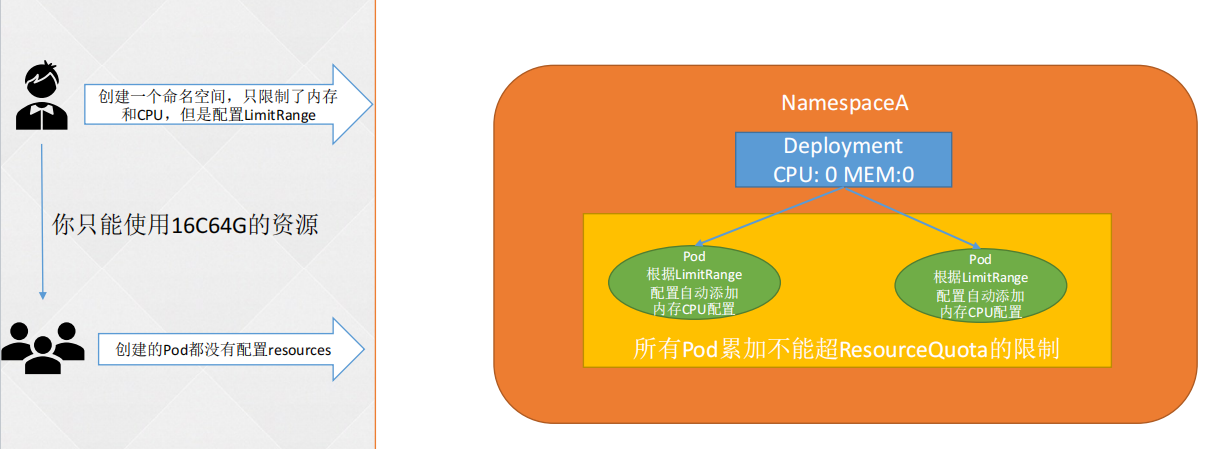 创建一个命名空间，只限制了内存
和CPU，但是配置LimitRange
你只能使用16C64G的资源
创建的Pod都没有配置resources
NamespaceA
Deployment
CPU: 0 MEM:0
Pod
根据LimitRange
配置自动添加
内存CPU配置
Pod
根据LimitRange
配置自动添加
内存CPU配置
所有Pod累加不能超ResourceQuota的限制